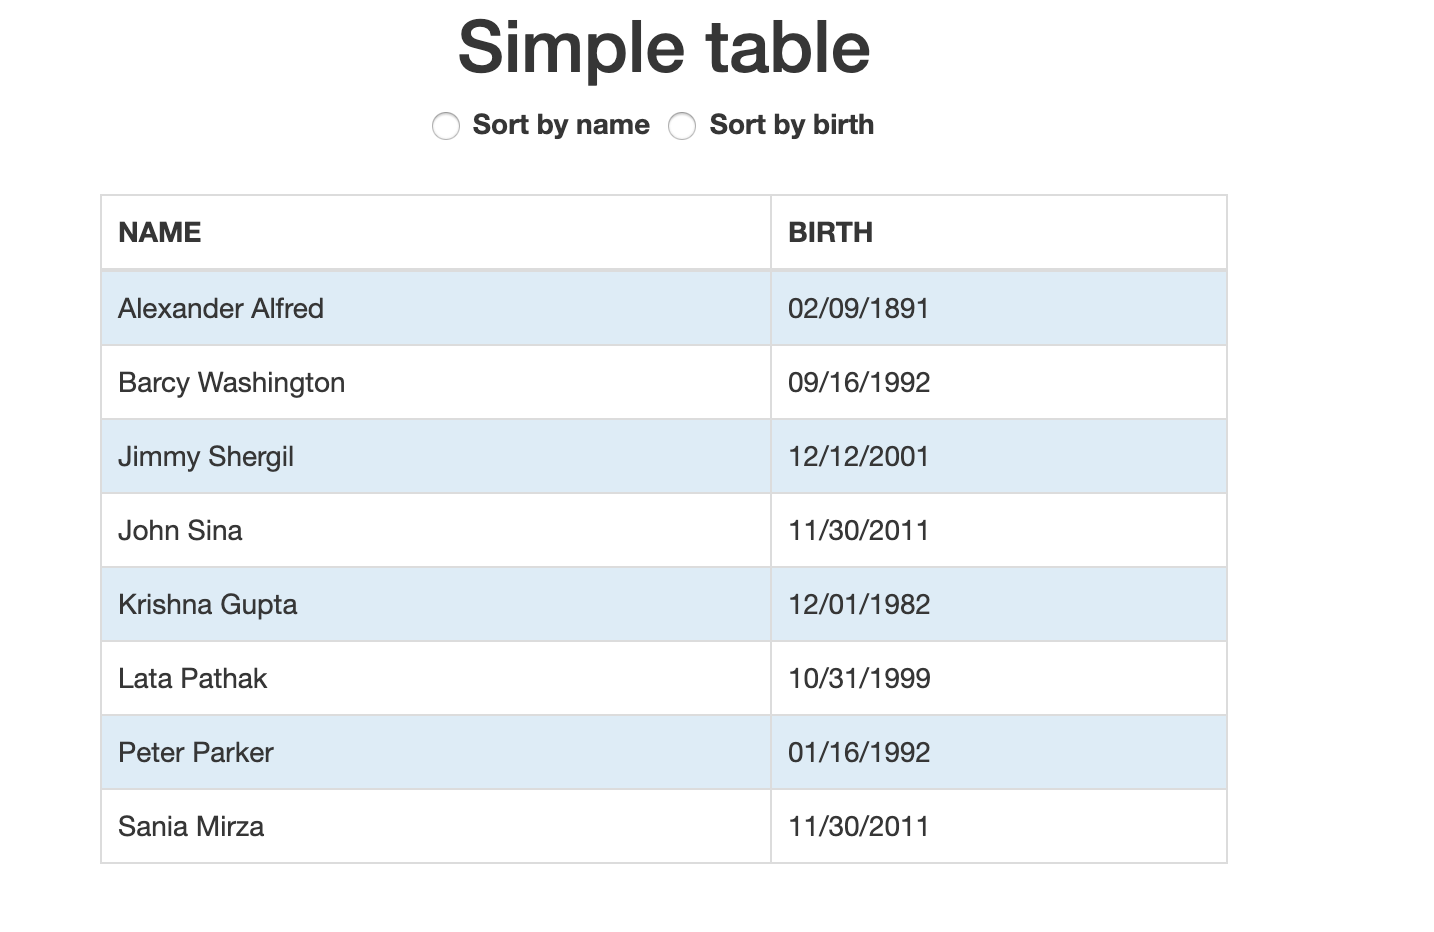 Simple table
Sort by name Sort by birth
NAME BIRTH
Alexander Alfred 02/09/1891
Barcy Washington 09/16/1992
Jimmy Shergil 12/12/2001
John Sina 11/30/2011
Krishna Gupta 12/01/1982
Lata Pathak 10/31/1999
Peter Parker 01/16/1992
Sania Mirza 11/30/2011